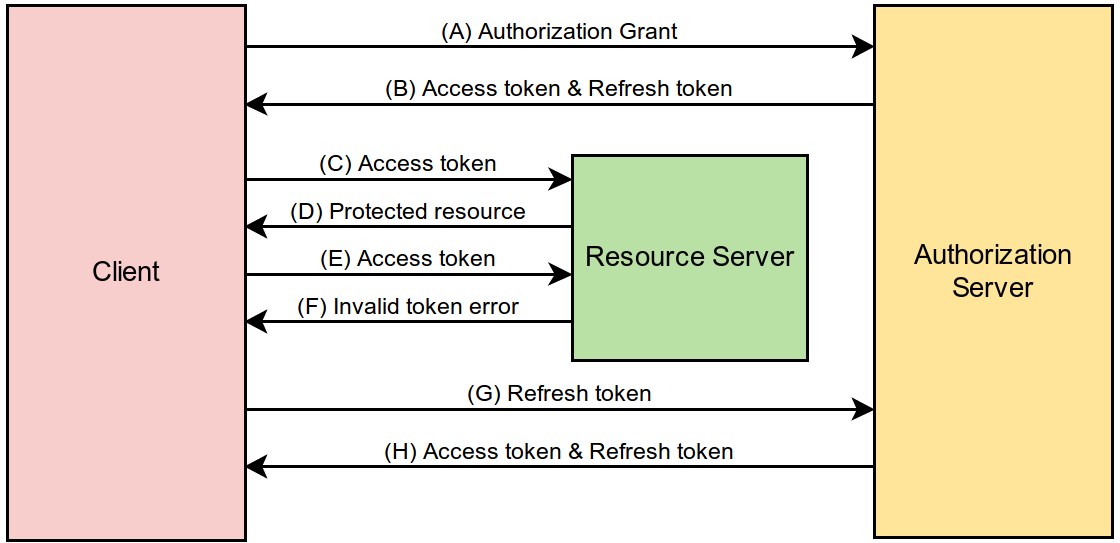 (A) Authorization Grant
(B) Access token & Refresh token
(C) Access token
(D) Protected resource
(E) Access token
(F) Invalid token error
(G) Refresh token
(H) Access token & Refresh token
Client
Resource Server
Authorization
Server